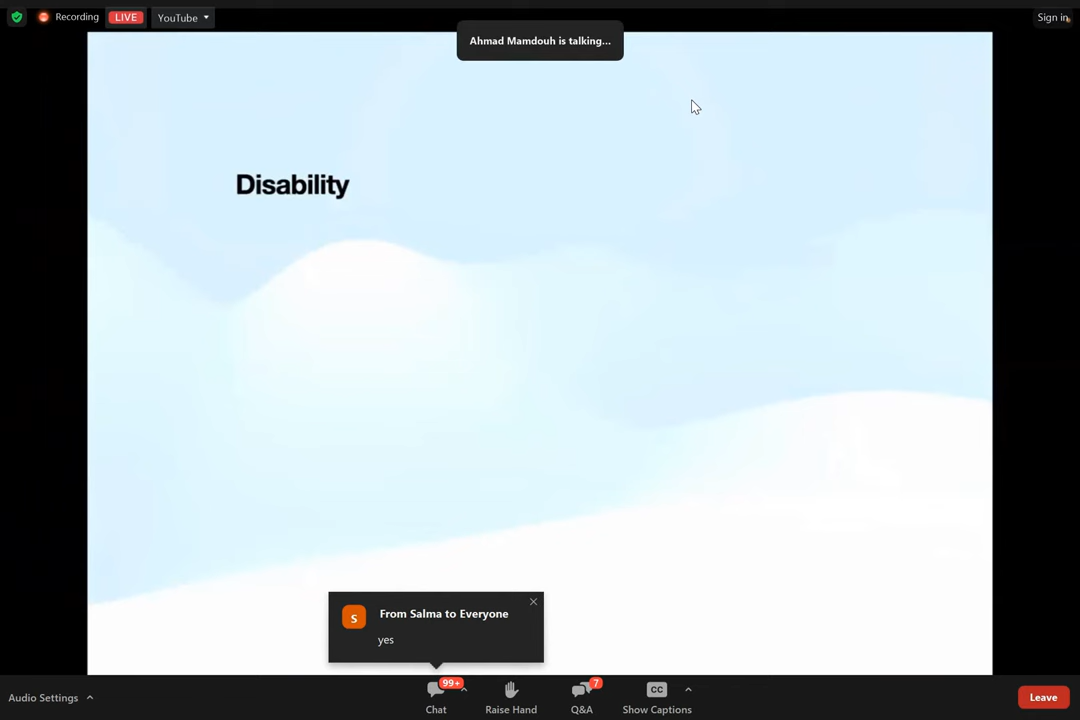 Recording
LIVE
YouTube
Sign in
Ahmad Mamdouh is talking...
Disability
S
From Salma to Everyone
yes
Audio Settings
99+
Chat
Raise Hand
7
Q&A
CC
Show Captions
Leave